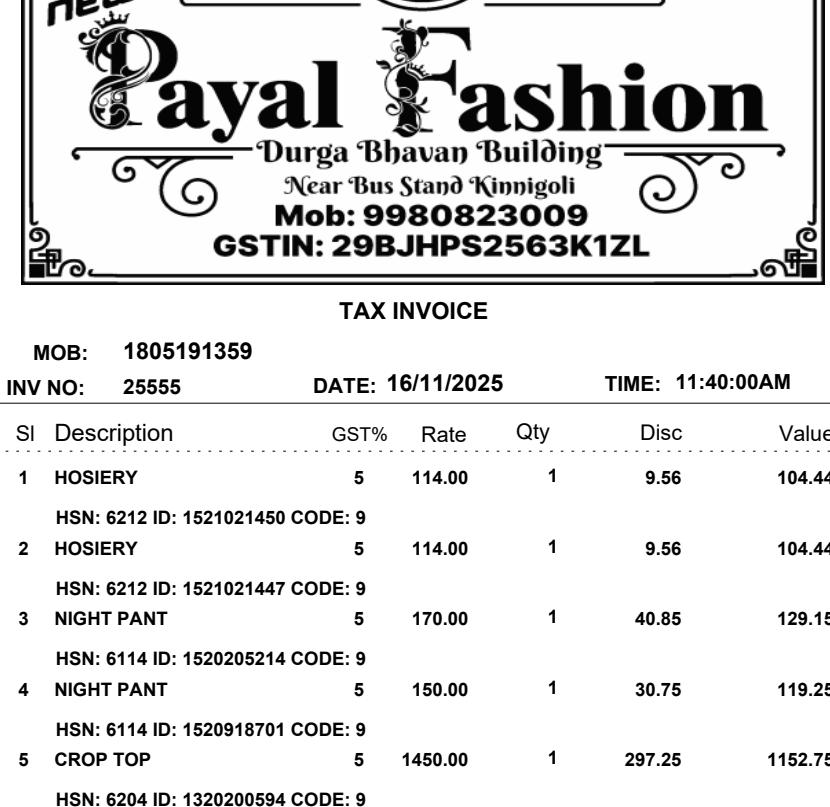 new
Payal Fashion
Durga Bhavan Building
Near Bus Stand Kinnigoli
Mob: 9980823009
GSTIN: 29BJHPS2563K1ZL
TAX INVOICE
MOB: 1805191359
INV NO: 25555 DATE: 16/11/2025 TIME: 11:40:00AM
Sl Description GST% Rate Qty Disc Value
1 HOSIERY 5 114.00 1 9.56 104.44
HSN: 6212 ID: 1521021450 CODE: 9
2 HOSIERY 5 114.00 1 9.56 104.44
HSN: 6212 ID: 1521021447 CODE: 9
3 NIGHT PANT 5 170.00 1 40.85 129.15
HSN: 6114 ID: 1520205214 CODE: 9
4 NIGHT PANT 5 150.00 1 30.75 119.25
HSN: 6114 ID: 1520918701 CODE: 9
5 CROP TOP 5 1450.00 1 297.25 1152.75
HSN: 6204 ID: 1320200594 CODE: 9